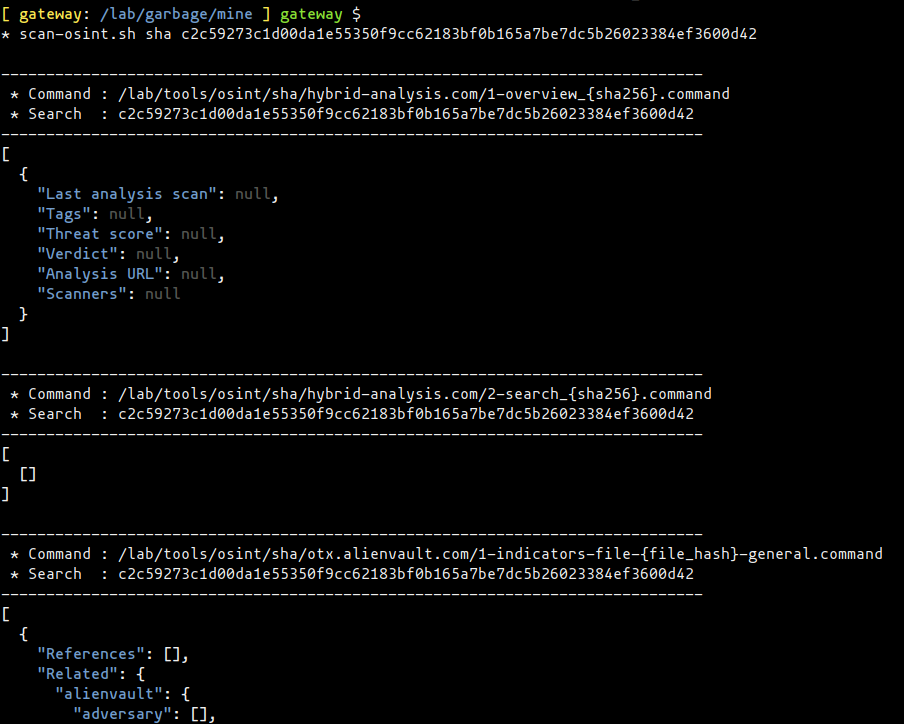 [ gateway: /lab/garbage/mine ] gateway $
* scan-osint.sh sha c2c59273c1d00da1e55350f9cc62183bf0b165a7be7dc5b26023384ef3600d42
------------------------------------------------------------------------------
* Command : /lab/tools/osint/sha/hybrid-analysis.com/1-overview_{sha256}.command
* Search  : c2c59273c1d00da1e55350f9cc62183bf0b165a7be7dc5b26023384ef3600d42
------------------------------------------------------------------------------
[
  {
    "Last analysis scan": null,
    "Tags": null,
    "Threat score": null,
    "Verdict": null,
    "Analysis URL": null,
    "Scanners": null
  }
]
------------------------------------------------------------------------------
* Command : /lab/tools/osint/sha/hybrid-analysis.com/2-search_{sha256}.command
* Search  : c2c59273c1d00da1e55350f9cc62183bf0b165a7be7dc5b26023384ef3600d42
------------------------------------------------------------------------------
[
  []
]
------------------------------------------------------------------------------
* Command : /lab/tools/osint/sha/otx.alienvault.com/1-indicators-file-{file_hash}-general.command
* Search  : c2c59273c1d00da1e55350f9cc62183bf0b165a7be7dc5b26023384ef3600d42
------------------------------------------------------------------------------
[
  {
    "References": [],
    "Related": {
      "alienvault": {
        "adversary": [],